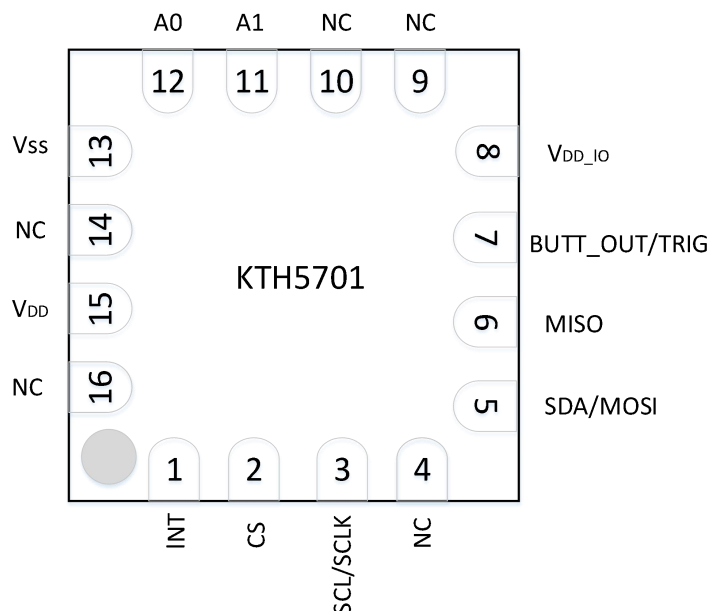 A0 A1 NC NC
12 11 10 9
Vss 13 8 VDD_IO
NC 14 7 BUTT_OUT/TRIG
KTH5701
VDD 15 6 MISO
NC 16 5 SDA/MOSI
1 2 3 4
INT CS SCL/SCLK NC